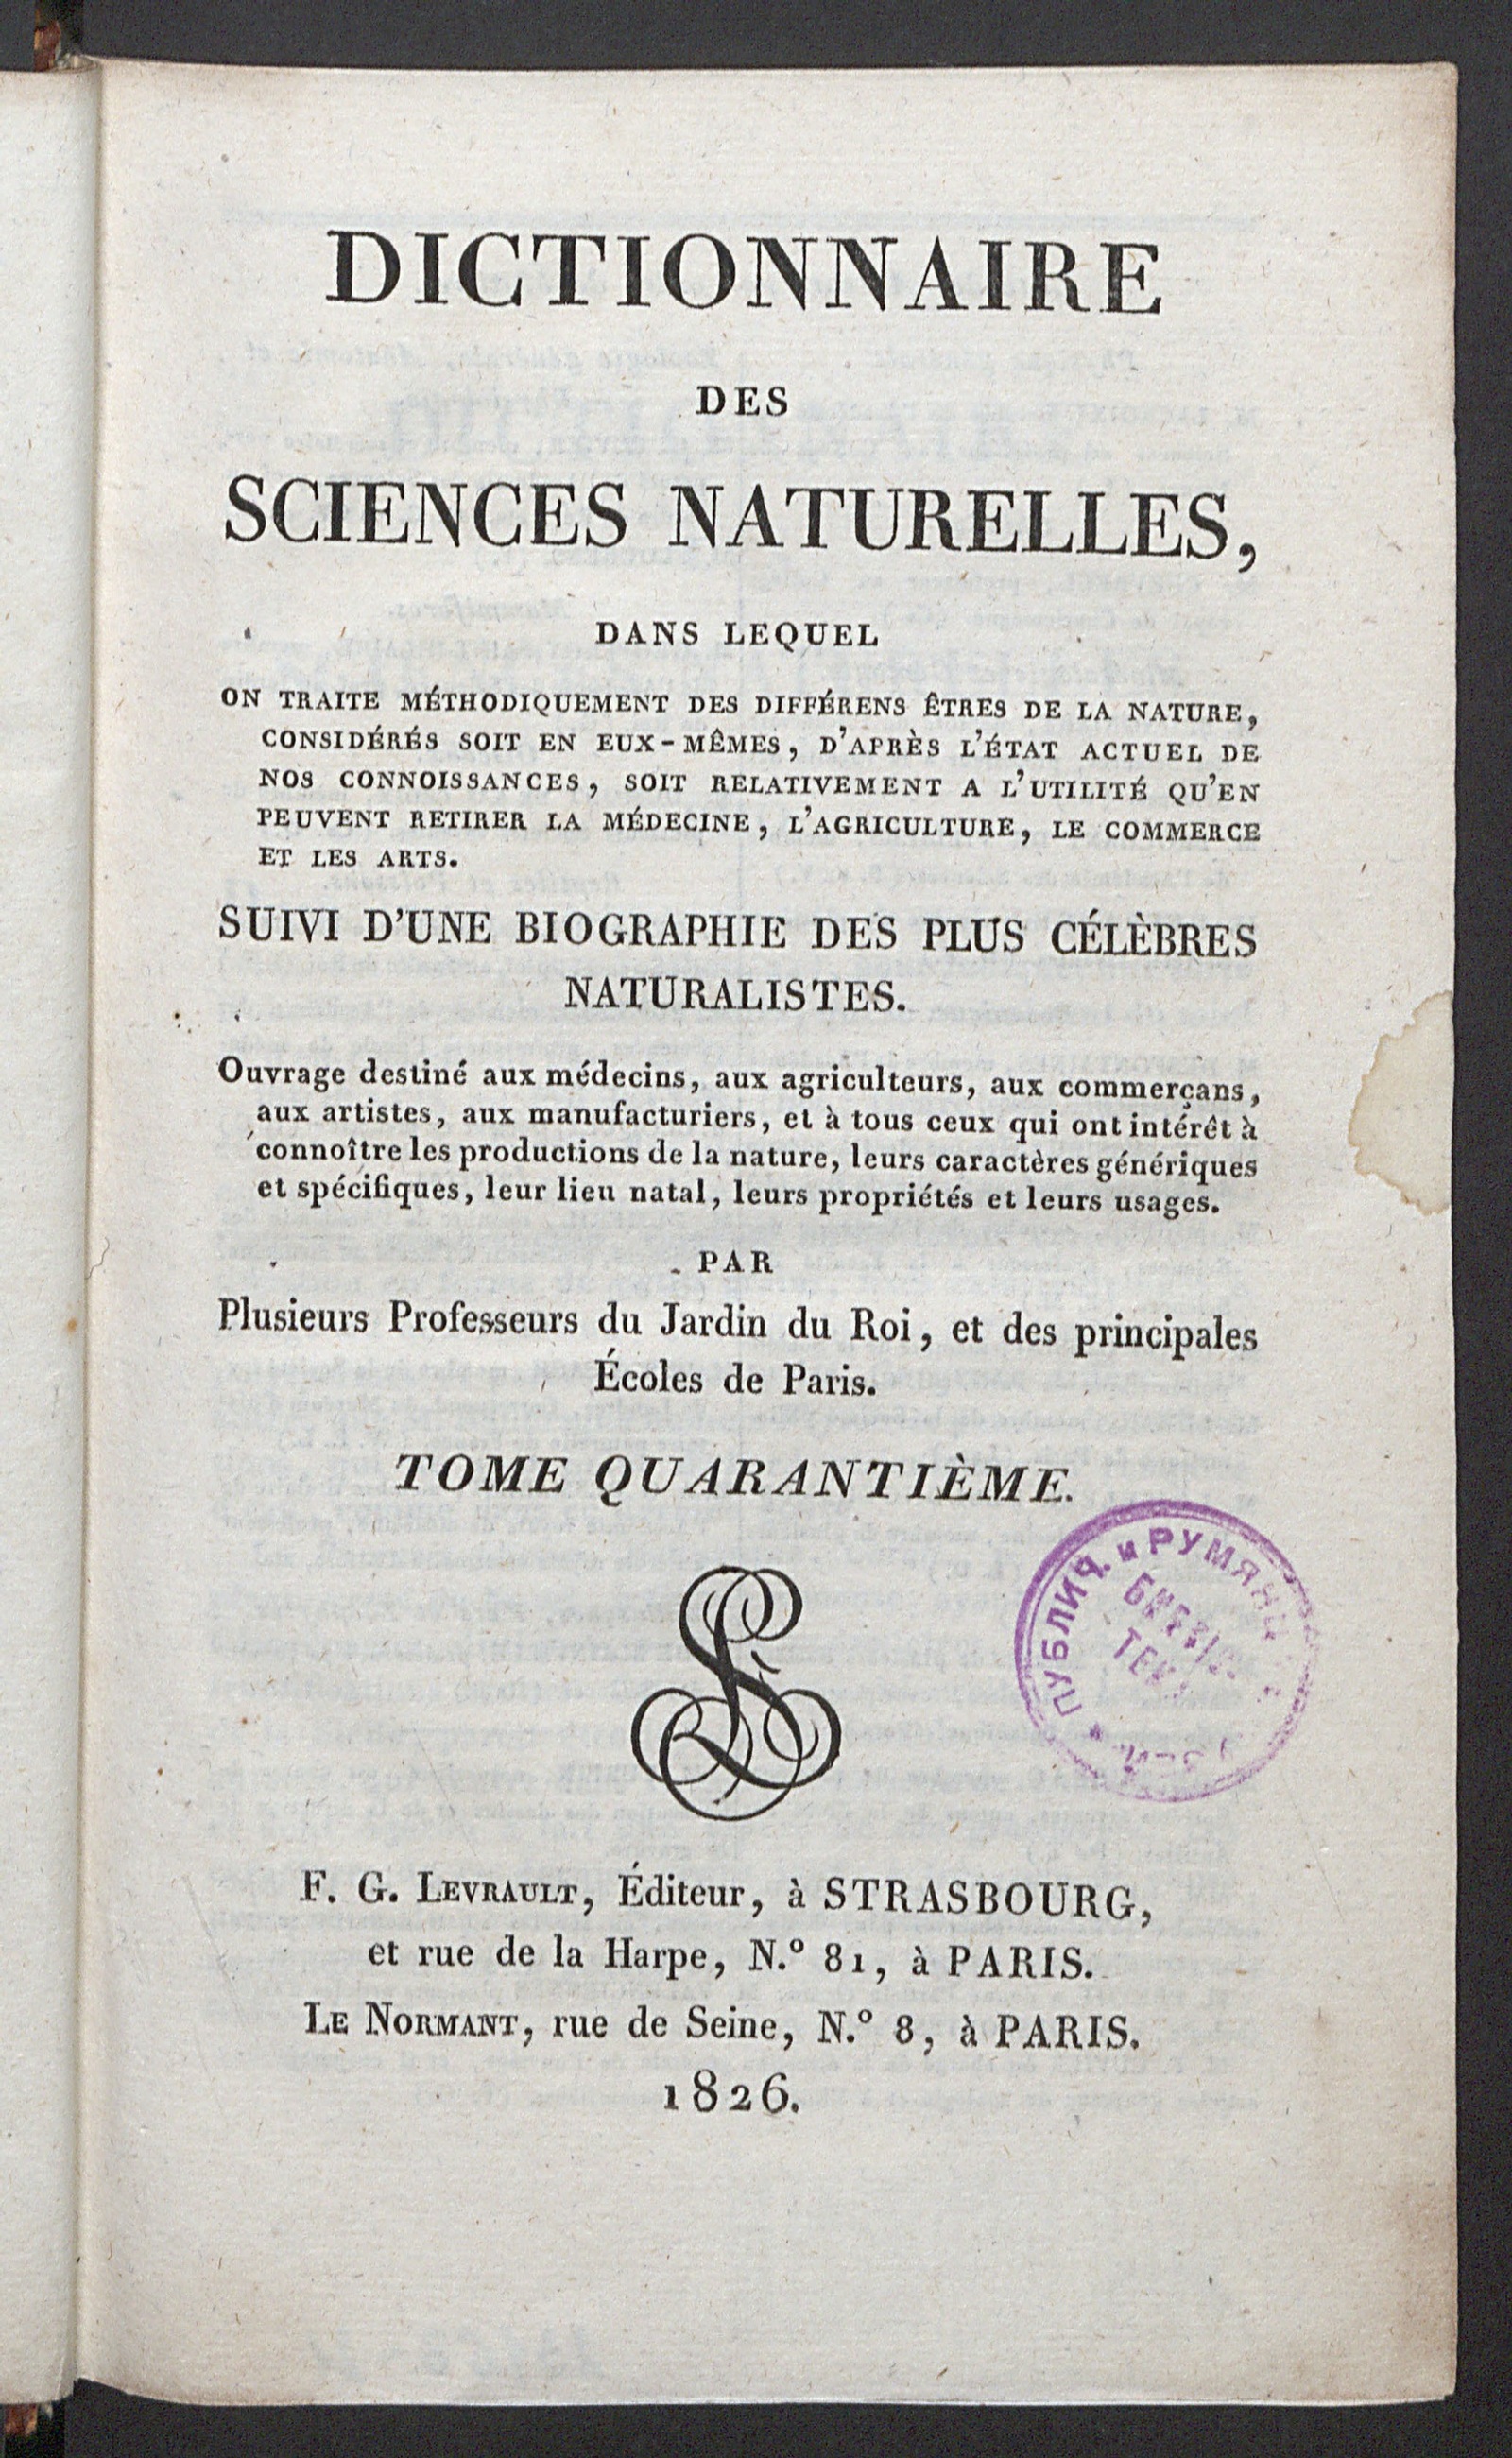 DICTIONNAIRE
DES
SCIENCES NATURELLES,
DANS LEQUEL
ON TRAITE MÉTHODIQUEMENT DES DIFFÉRENS ÊTRES DE LA NATURE,
CONSIDÉRÉS SOIT EN EUX-MÊMES, D'APRÈS L'ÉTAT ACTUEL DE
NOS CONNOISSANCES, SOIT RELATIVEMENT A L'UTILITÉ QU'EN
PEUVENT RETIRER LA MÉDECINE, L'AGRICULTURE, LE COMMERCE
ET LES ARTS.
SUIVI D'UNE BIOGRAPHIE DES PLUS CÉLÈBRES
NATURALISTES.
Ouvrage destiné aux médecins, aux agriculteurs, aux commerçans,
aux artistes, aux manufacturiers, et à tous ceux qui ont intérêt à
connoître les productions de la nature, leurs caractères génériques
et spécifiques, leur lieu natal, leurs propriétés et leurs usages.
PAR
Plusieurs Professeurs du Jardin du Roi, et des principales
Écoles de Paris.
TOME QUARANTIÈME.
ПУБЛИЧ. и
F. G. LEVRAULT, Éditeur, à STRASBOURG,
et rue de la Harpe, N.º 81, à PARIS.
LE NORMANT, rue de Seine, N.º 8, à PARIS.
1826.